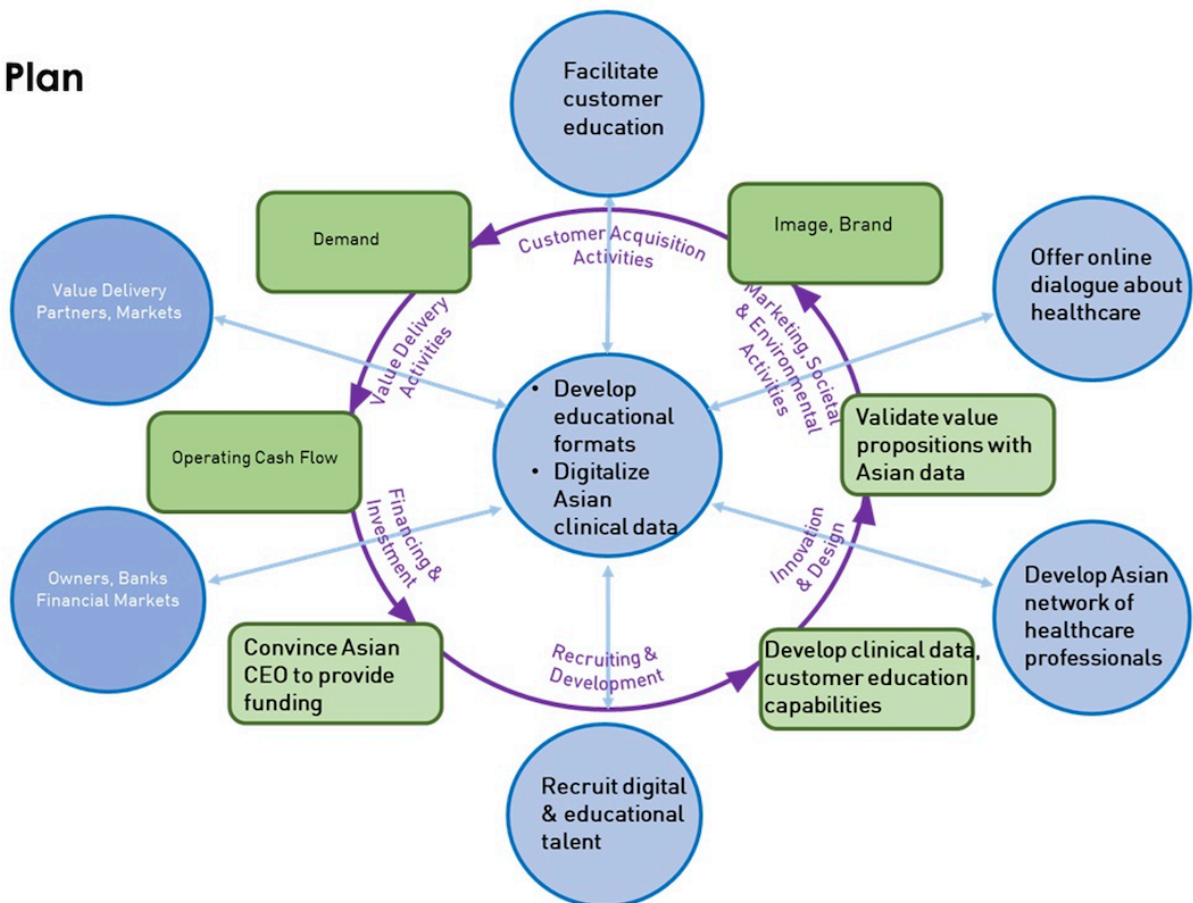 Plan
Facilitate
customer
education
Demand
Image, Brand
Customer Acquisition
Activities
Value Delivery
Partners, Markets
Offer online
dialogue about
healthcare
Value Delivery
Activities
Marketing, Societal
& Environmental
Activities
• Develop
educational
formats
• Digitalize
Asian
clinical data
Operating Cash Flow
Validate value
propositions with
Asian data
Financing &
Investment
Innovation
& Design
Owners, Banks
Financial Markets
Develop Asian
network of
healthcare
professionals
Convince Asian
CEO to provide
funding
Recruiting &
Development
Develop clinical data,
customer education
capabilities
Recruit digital
& educational
talent